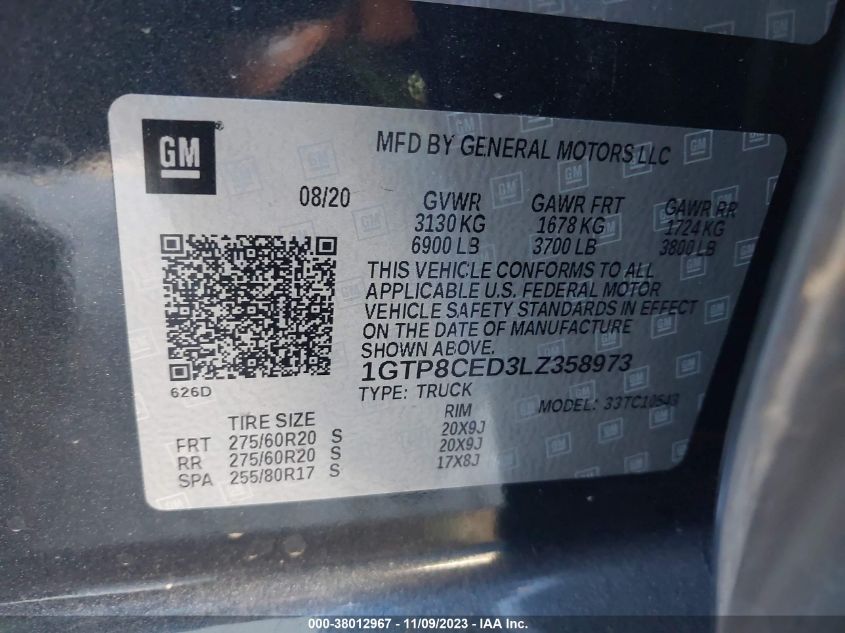 GM
MFD BY GENERAL MOTORS LLC
08/20
GVWR GAWR FRT GAWR RR
3130 KG 1678 KG 1724 KG
6900 LB 3700 LB 3800 LB
THIS VEHICLE CONFORMS TO ALL
APPLICABLE U.S. FEDERAL MOTOR
VEHICLE SAFETY STANDARDS IN EFFECT
ON THE DATE OF MANUFACTURE
SHOWN ABOVE.
1GTP8CED3LZ358973
626D
TYPE: TRUCK MODEL: 33TC10543
TIRE SIZE RIM
FRT 275/60R20 S 20X9J
RR 275/60R20 S 20X9J
SPA 255/80R17 S 17X8J
000-38012967 - 11/09/2023 - IAA Inc.